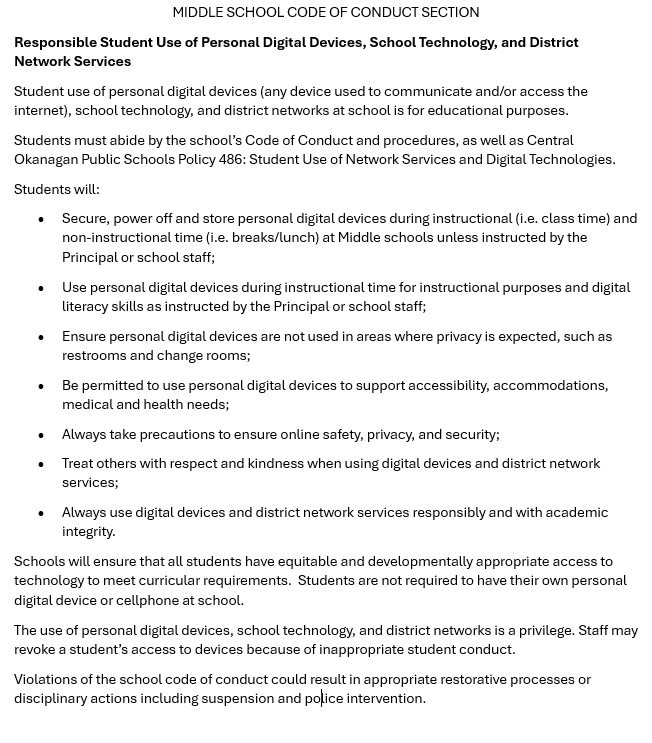 MIDDLE SCHOOL CODE OF CONDUCT SECTION
Responsible Student Use of Personal Digital Devices, School Technology, and District
Network Services
Student use of personal digital devices (any device used to communicate and/or access the
internet), school technology, and district networks at school is for educational purposes.
Students must abide by the school’s Code of Conduct and procedures, as well as Central
Okanagan Public Schools Policy 486: Student Use of Network Services and Digital Technologies.
Students will:
• Secure, power off and store personal digital devices during instructional (i.e. class time) and
non-instructional time (i.e. breaks/lunch) at Middle schools unless instructed by the
Principal or school staff;
• Use personal digital devices during instructional time for instructional purposes and digital
literacy skills as instructed by the Principal or school staff;
• Ensure personal digital devices are not used in areas where privacy is expected, such as
restrooms and change rooms;
• Be permitted to use personal digital devices to support accessibility, accommodations,
medical and health needs;
• Always take precautions to ensure online safety, privacy, and security;
• Treat others with respect and kindness when using digital devices and district network
services;
• Always use digital devices and district network services responsibly and with academic
integrity.
Schools will ensure that all students have equitable and developmentally appropriate access to
technology to meet curricular requirements.  Students are not required to have their own personal
digital device or cellphone at school.
The use of personal digital devices, school technology, and district networks is a privilege. Staff may
revoke a student’s access to devices because of inappropriate student conduct.
Violations of the school code of conduct could result in appropriate restorative processes or
disciplinary actions including suspension and police intervention.